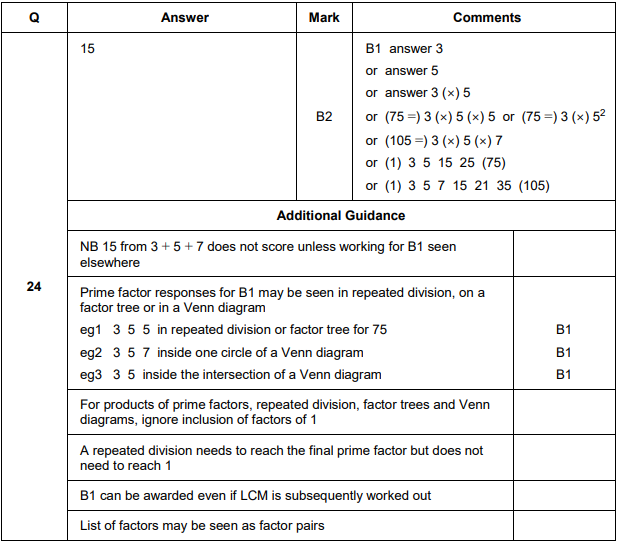 Q Answer Mark Comments
15
B2
B1 answer 3
or answer 5
or answer 3 (×) 5
or (75 =) 3 (×) 5 (×) 5 or (75 =) 3 (×) 5²
or (105 =) 3 (×) 5 (×) 7
or (1) 3 5 15 25 (75)
or (1) 3 5 7 15 21 35 (105)
24
Additional Guidance
NB 15 from 3 + 5 + 7 does not score unless working for B1 seen
elsewhere
Prime factor responses for B1 may be seen in repeated division, on a
factor tree or in a Venn diagram
eg1 3 5 5 in repeated division or factor tree for 75 B1
eg2 3 5 7 inside one circle of a Venn diagram B1
eg3 3 5 inside the intersection of a Venn diagram B1
For products of prime factors, repeated division, factor trees and Venn
diagrams, ignore inclusion of factors of 1
A repeated division needs to reach the final prime factor but does not
need to reach 1
B1 can be awarded even if LCM is subsequently worked out
List of factors may be seen as factor pairs